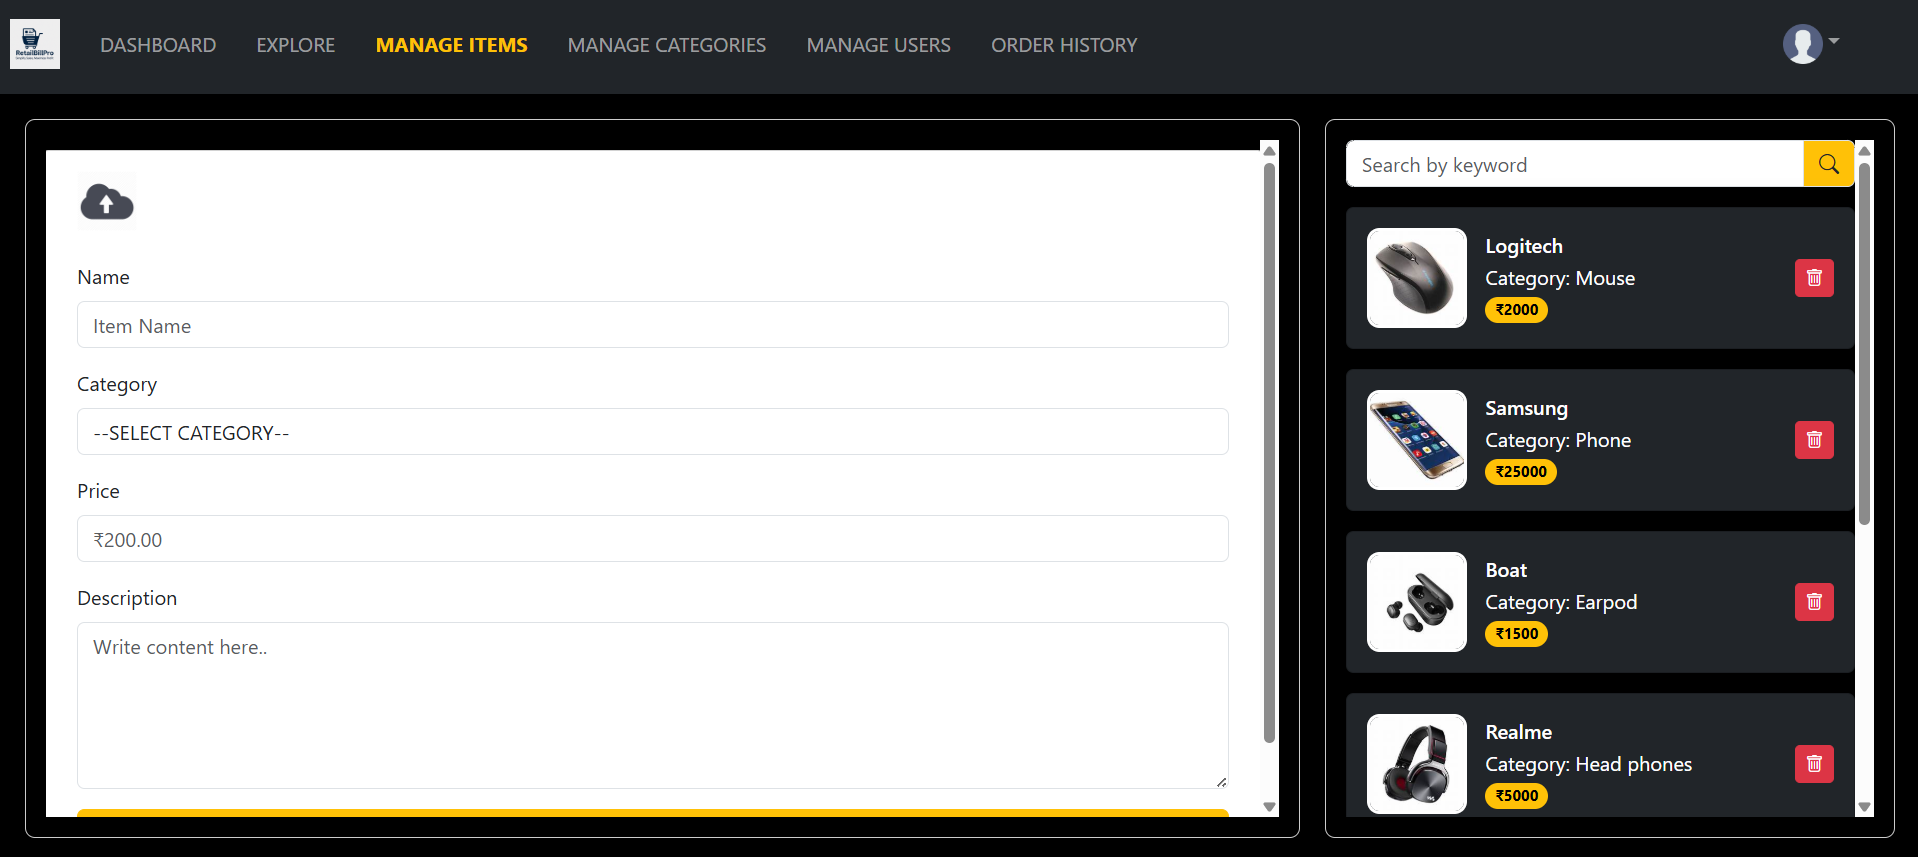 RetailBillPro
DASHBOARD
EXPLORE
MANAGE ITEMS
MANAGE CATEGORIES
MANAGE USERS
ORDER HISTORY
Name
Item Name
Category
--SELECT CATEGORY--
Price
₹200.00
Description
Write content here..
Search by keyword
Logitech
Category: Mouse
₹2000
Samsung
Category: Phone
₹25000
Boat
Category: Earpod
₹1500
Realme
Category: Head phones
₹5000